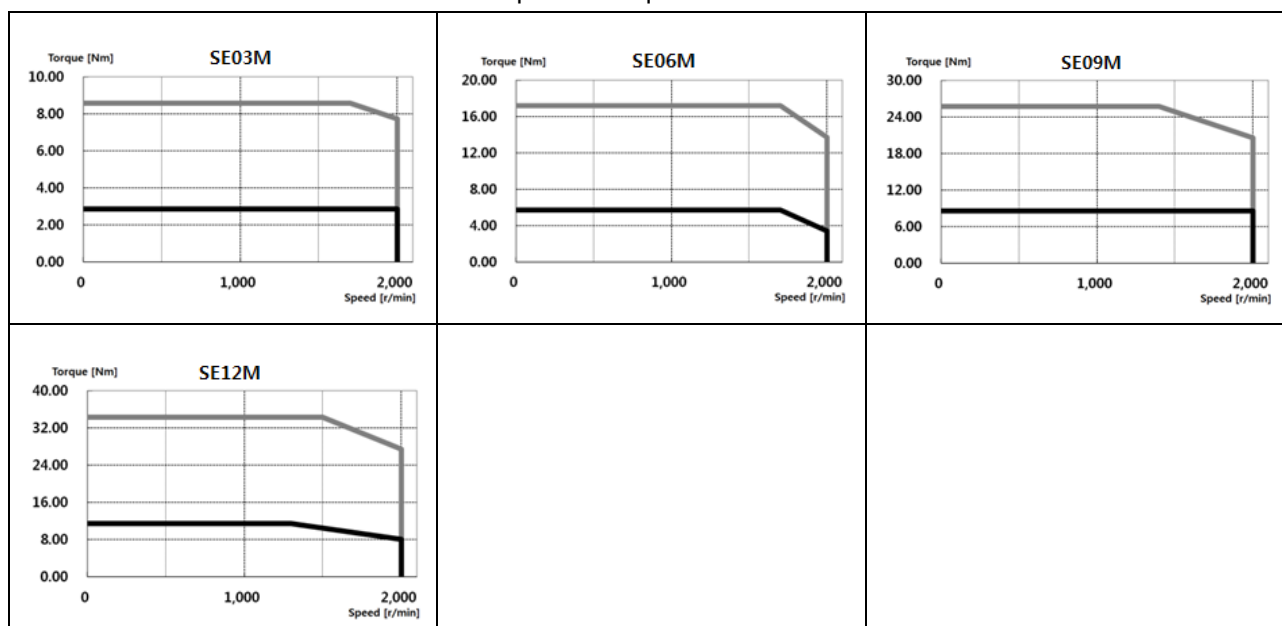 Torque [Nm] SE03M
10.00
8.00
6.00
4.00
2.00
0.00
0 1,000 2,000
Speed [r/min]
Torque [Nm] SE06M
20.00
16.00
12.00
8.00
4.00
0.00
0 1,000 2,000
Speed [r/min]
Torque [Nm] SE09M
30.00
24.00
18.00
12.00
6.00
0.00
0 1,000 2,000
Speed [r/min]
Torque [Nm] SE12M
40.00
32.00
24.00
16.00
8.00
0.00
0 1,000 2,000
Speed [r/min]